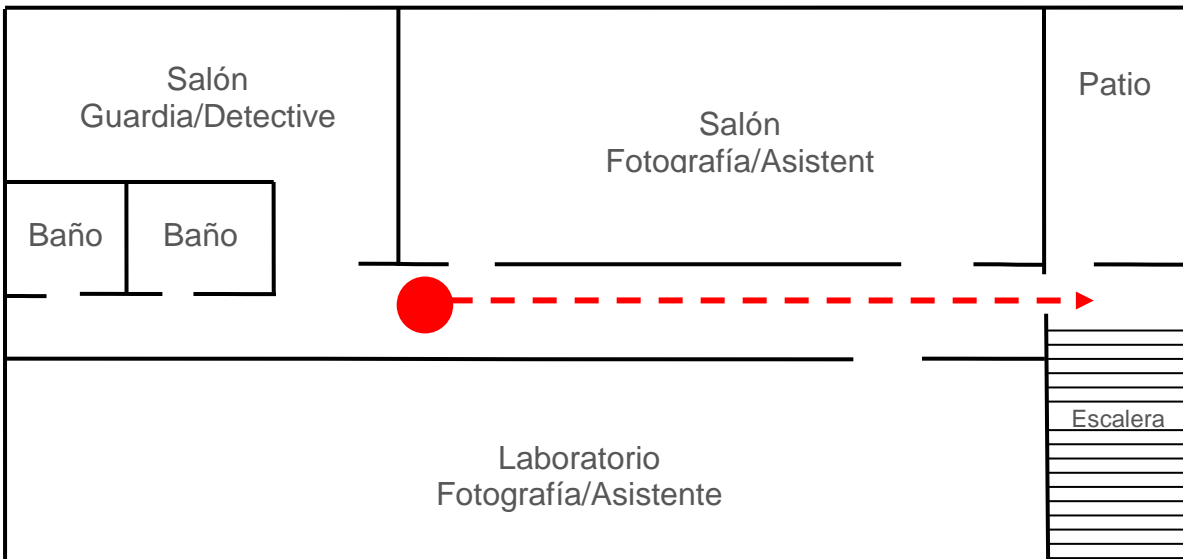 Salón
Guardia/Detective
Salón
Fotografía/Asistent
Patio
Baño
Baño
Escalera
Laboratorio
Fotografía/Asistente